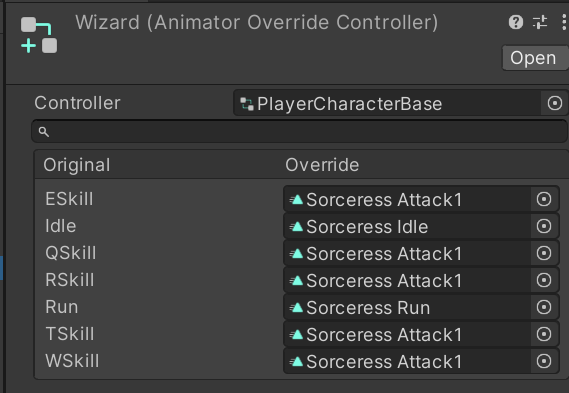 Wizard (Animator Override Controller)
Open
Controller PlayerCharacterBase
Original Override
ESkill Sorceress Attack1
Idle Sorceress Idle
QSkill Sorceress Attack1
RSkill Sorceress Attack1
Run Sorceress Run
TSkill Sorceress Attack1
WSkill Sorceress Attack1